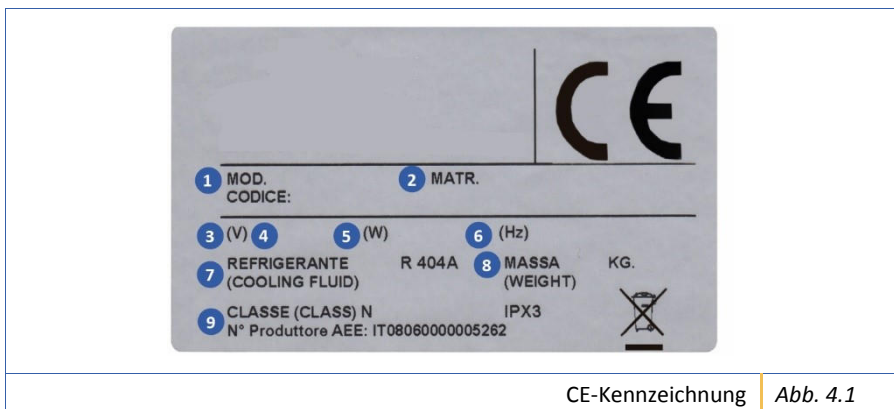 CE
1 MOD. 2 MATR.
CODICE:
3 (V) 4 5 (W) 6 (Hz)
7 REFRIGERANTE R 404A 8 MASSA KG.
(COOLING FLUID) (WEIGHT)
9 CLASSE (CLASS) N IPX3
N° Produttore AEE: IT08060000005262
CE-Kennzeichnung Abb. 4.1